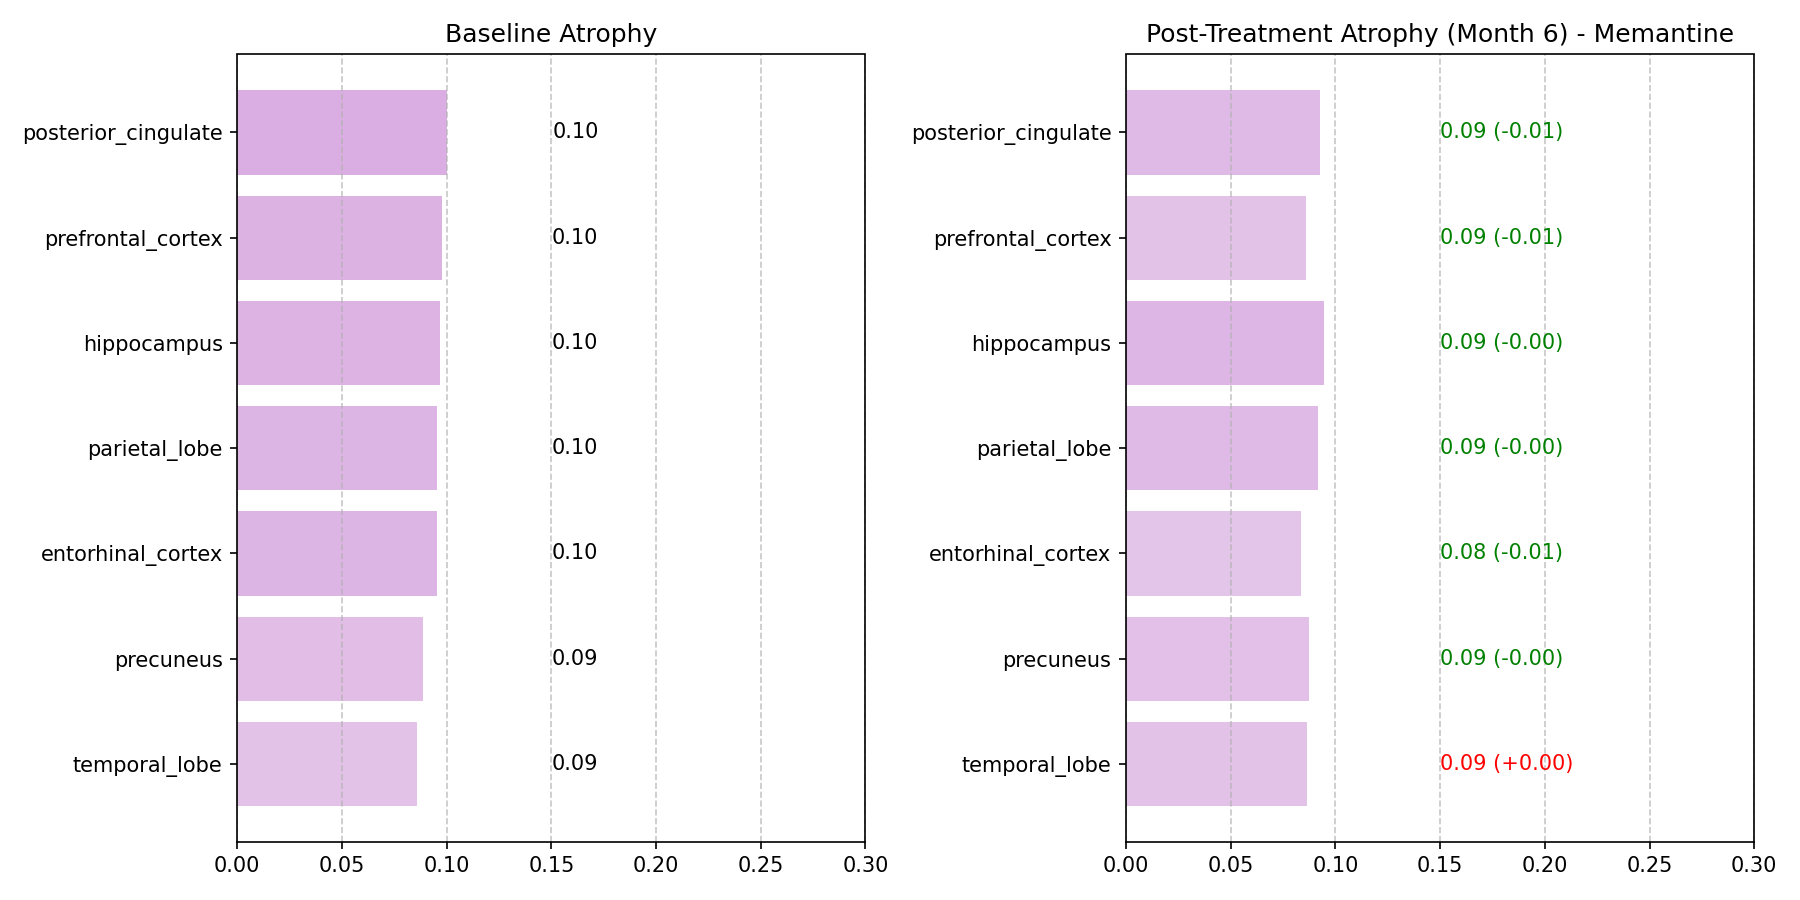 Baseline Atrophy
posterior_cingulate 0.10
prefrontal_cortex 0.10
hippocampus 0.10
parietal_lobe 0.10
entorhinal_cortex 0.10
precuneus 0.09
temporal_lobe 0.09
0.00 0.05 0.10 0.15 0.20 0.25 0.30
Post-Treatment Atrophy (Month 6) - Memantine
posterior_cingulate 0.09 (-0.01)
prefrontal_cortex 0.09 (-0.01)
hippocampus 0.09 (-0.00)
parietal_lobe 0.09 (-0.00)
entorhinal_cortex 0.08 (-0.01)
precuneus 0.09 (-0.00)
temporal_lobe 0.09 (+0.00)
0.00 0.05 0.10 0.15 0.20 0.25 0.30